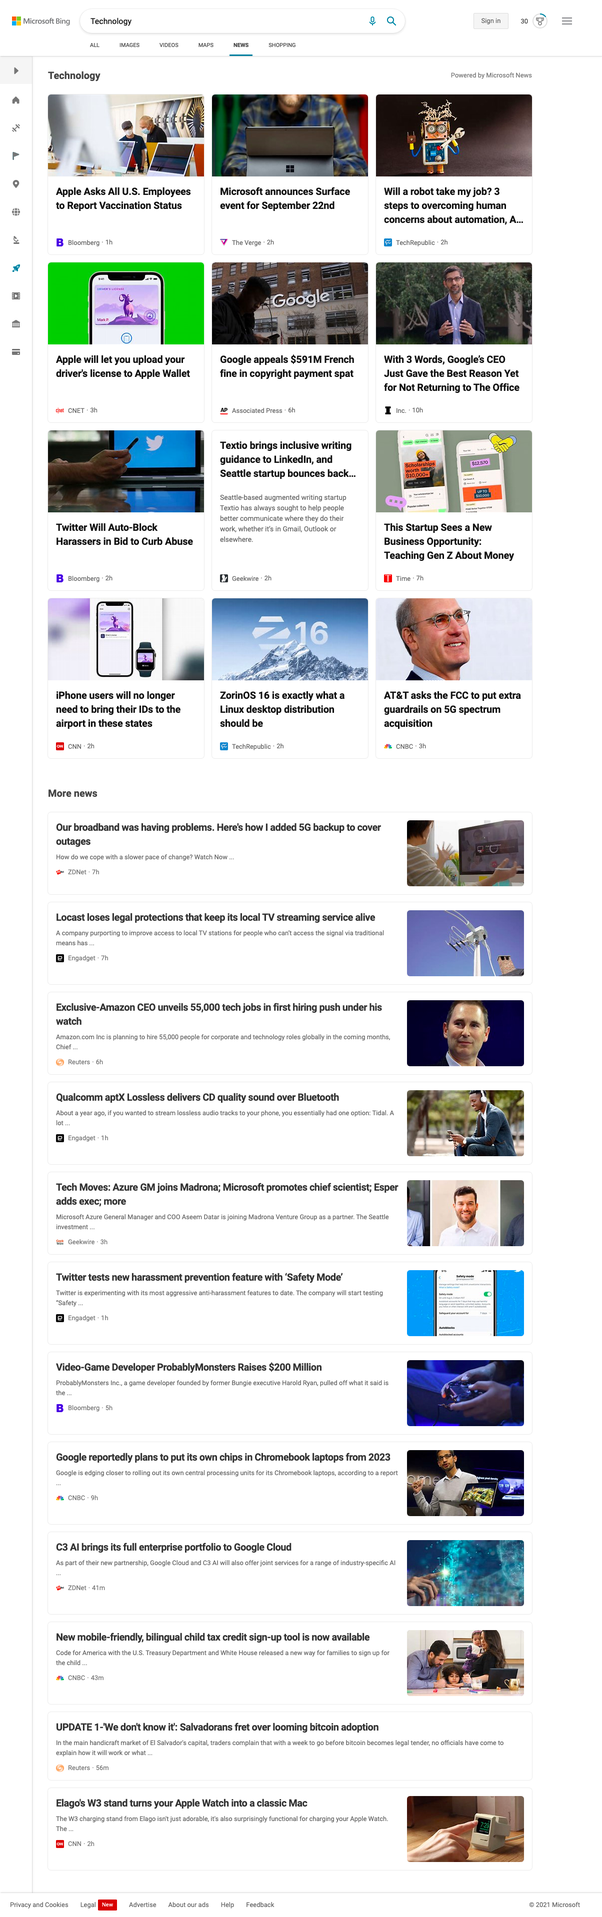 Microsoft Bing
Technology
Sign in
30
ALL
IMAGES
VIDEOS
MAPS
NEWS
SHOPPING
Technology
Powered by Microsoft News
Apple Asks All U.S. Employees
to Report Vaccination Status
Bloomberg · 1h
Microsoft announces Surface
event for September 22nd
The Verge · 2h
Will a robot take my job? 3
steps to overcoming human
concerns about automation, A...
TechRepublic · 2h
Apple will let you upload your
driver's license to Apple Wallet
CNET · 3h
Google
Google appeals $591M French
fine in copyright payment spat
AP
Associated Press · 6h
With 3 Words, Google's CEO
Just Gave the Best Reason Yet
for Not Returning to The Office
Inc. · 10h
Twitter Will Auto-Block
Harassers in Bid to Curb Abuse
Bloomberg · 2h
Textio brings inclusive writing
guidance to LinkedIn, and
Seattle startup bounces back...
Seattle-based augmented writing startup
Textio has always sought to help people
better communicate where they do their
work, whether it's in Gmail, Outlook or
elsewhere.
Geekwire · 2h
This Startup Sees a New
Business Opportunity:
Teaching Gen Z About Money
Time · 7h
iPhone users will no longer
need to bring their IDs to the
airport in these states
CNN · 2h
16
ZorinOS 16 is exactly what a
Linux desktop distribution
should be
TechRepublic · 2h
AT&T asks the FCC to put extra
guardrails on 5G spectrum
acquisition
CNBC · 3h
More news
Our broadband was having problems. Here's how I added 5G backup to cover
outages
How do we cope with a slower pace of change? Watch Now ...
ZDNet · 7h
Locast loses legal protections that keep its local TV streaming service alive
A company purporting to improve access to local TV stations for people who can't access the signal via traditional
means has ...
Engadget · 7h
Exclusive-Amazon CEO unveils 55,000 tech jobs in first hiring push under his
watch
Amazon.com Inc is planning to hire 55,000 people for corporate and technology roles globally in the coming months,
Chief ...
Reuters · 6h
Qualcomm aptX Lossless delivers CD quality sound over Bluetooth
About a year ago, if you wanted to stream lossless audio tracks to your phone, you essentially had one option: Tidal. A
lot ...
Engadget · 1h
Tech Moves: Azure GM joins Madrona; Microsoft promotes chief scientist; Esper
adds exec; more
Microsoft Azure General Manager and COO Aseem Datar is joining Madrona Venture Group as a partner. The Seattle
investment ...
Geekwire · 3h
Twitter tests new harassment prevention feature with ‘Safety Mode’
Twitter is experimenting with its most aggressive anti-harassment features to date. The company will start testing
“Safety ...
Engadget · 1h
Safety mode
Video-Game Developer ProbablyMonsters Raises $200 Million
ProbablyMonsters Inc., a game developer founded by former Bungie executive Harold Ryan, pulled off what it said is
the ...
Bloomberg · 5h
Google reportedly plans to put its own chips in Chromebook laptops from 2023
Google is edging closer to rolling out its own central processing units for its Chromebook laptops, according to a report
...
CNBC · 9h
C3 AI brings its full enterprise portfolio to Google Cloud
As part of their new partnership, Google Cloud and C3 AI will also offer joint services for a range of industry-specific AI
...
ZDNet · 41m
New mobile-friendly, bilingual child tax credit sign-up tool is now available
Code for America with the U.S. Treasury Department and White House released a new way for families to sign up for
the child ...
CNBC · 43m
UPDATE 1-'We don't know it': Salvadorans fret over looming bitcoin adoption
In the main handicraft market of El Salvador's capital, traders complain that with a week to go before bitcoin becomes legal tender, no officials have come to
explain how it will work or what ...
Reuters · 56m
Elago's W3 stand turns your Apple Watch into a classic Mac
The W3 charging stand from Elago isn't just adorable, it's also surprisingly functional for charging your Apple Watch.
The ...
CNN · 2h
Privacy and Cookies
Legal
New
Advertise
About our ads
Help
Feedback
© 2021 Microsoft